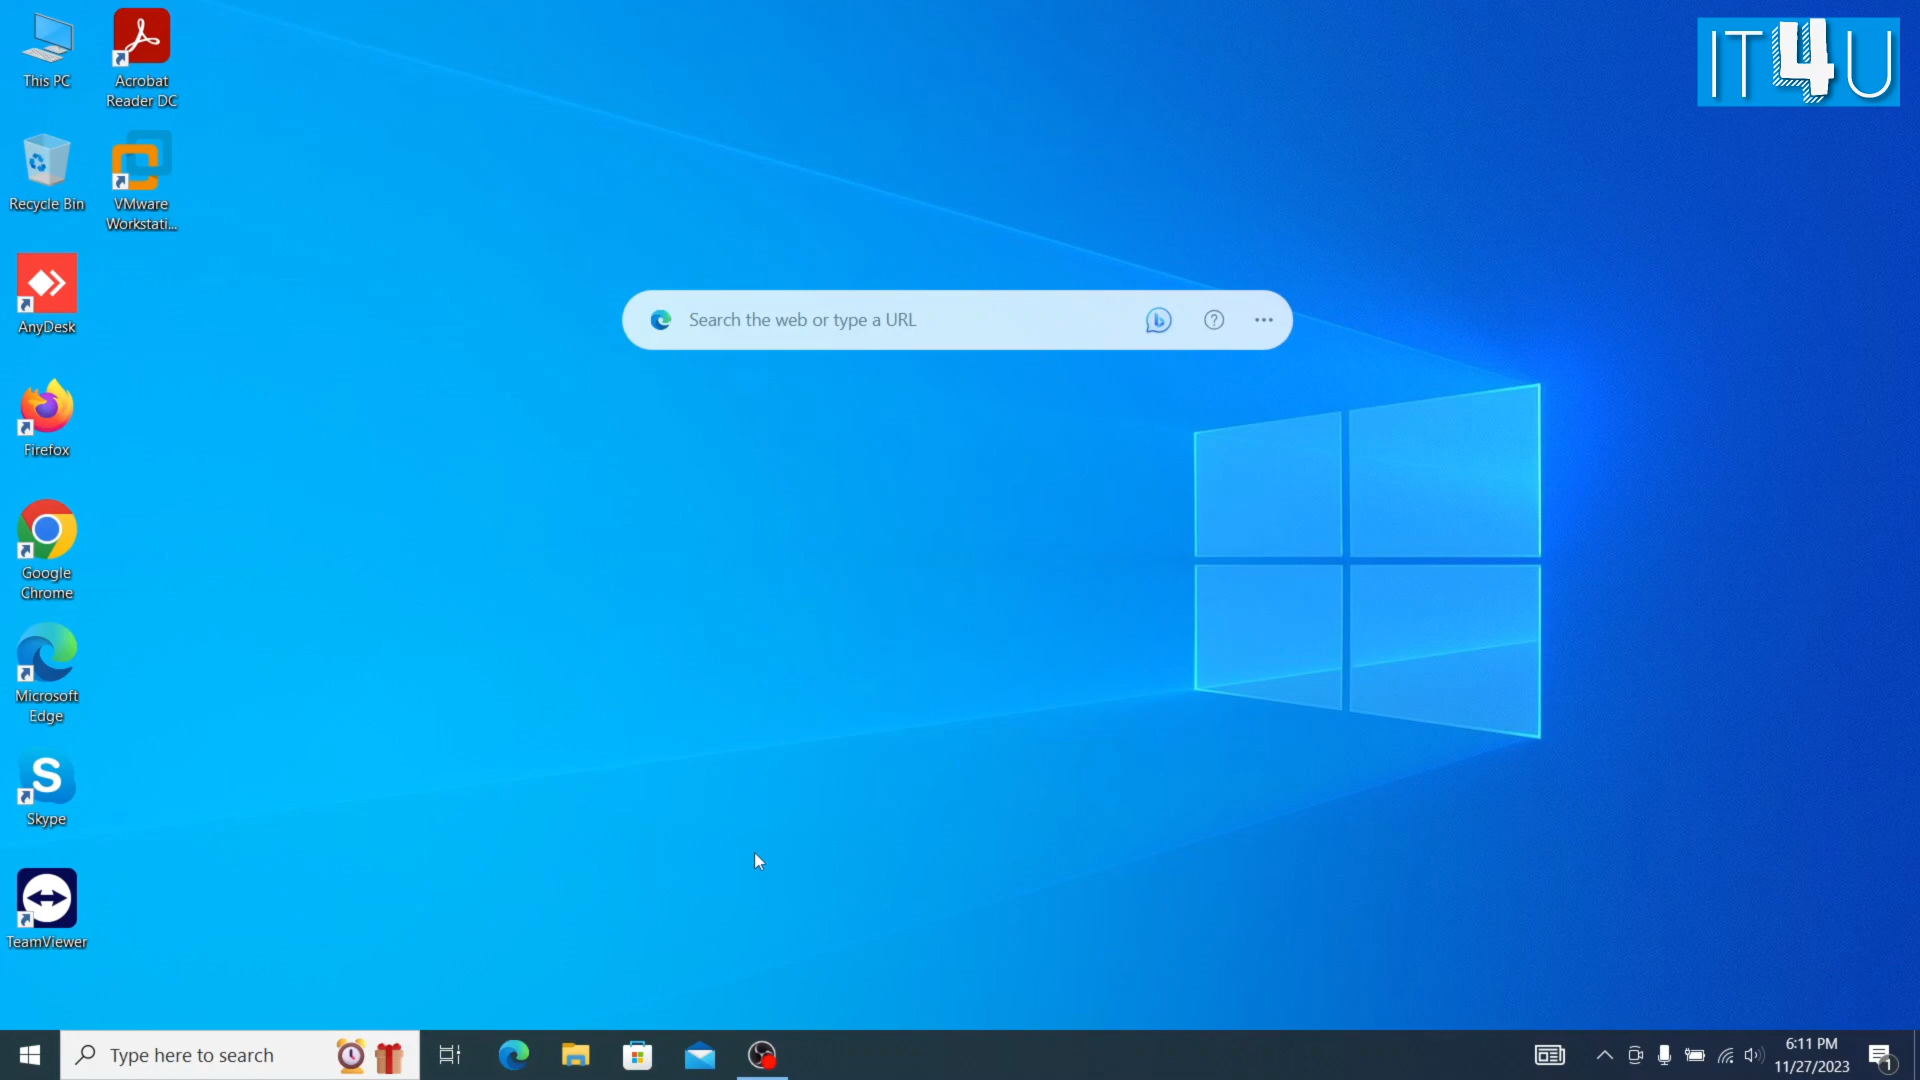 This PC
Acrobat
Reader DC
IT4U
Recycle Bin
VMware
Workstati...
AnyDesk
Search the web or type a URL
Firefox
Google
Chrome
Microsoft
Edge
S
Skype
TeamViewer
Type here to search
6:11 PM
11/27/2023
1